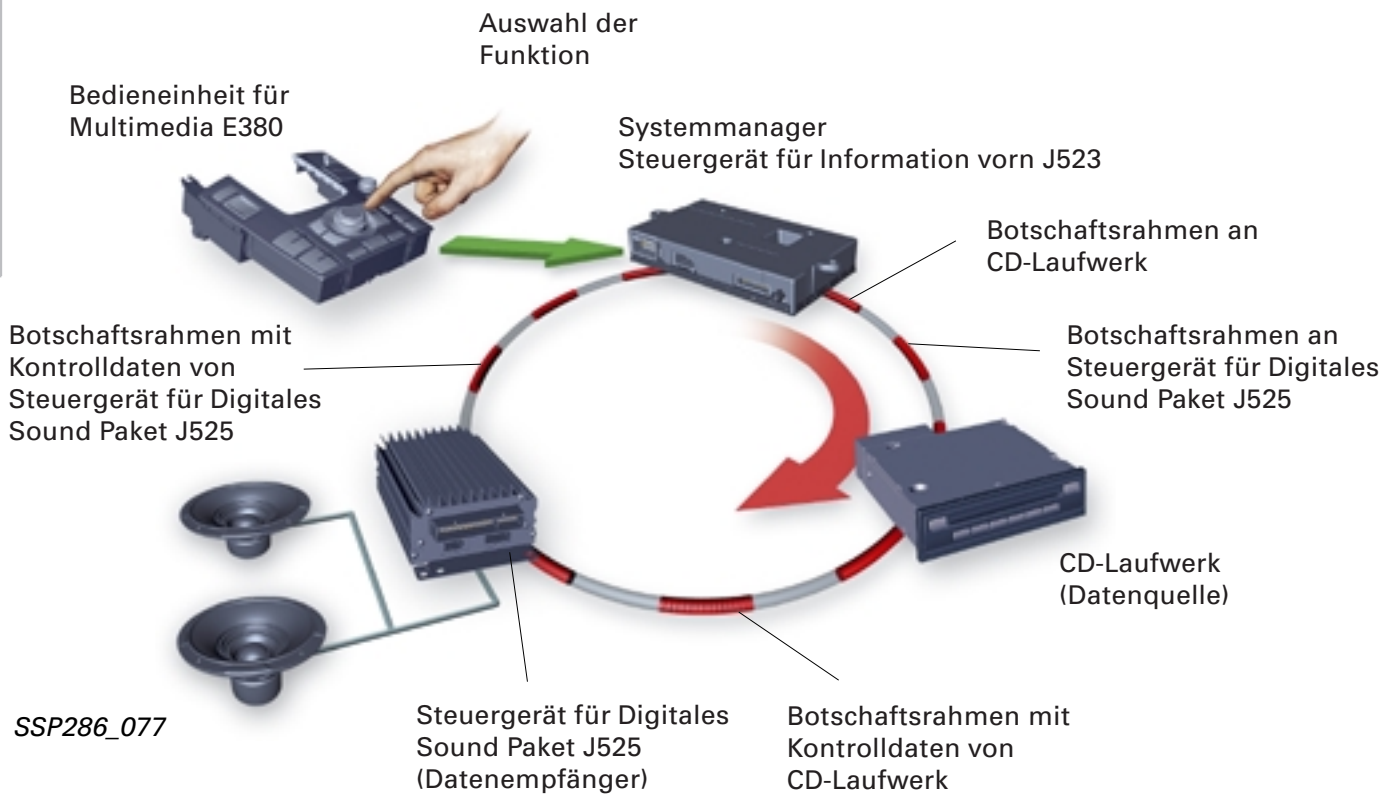 Auswahl der
Funktion
Bedieneinheit für
Multimedia E380
Systemmanager
Steuergerät für Information vorn J523
Botschaftsrahmen an
CD-Laufwerk
Botschaftsrahmen an
Steuergerät für Digitales
Sound Paket J525
Botschaftsrahmen mit
Kontrolldaten von
Steuergerät für Digitales
Sound Paket J525
CD-Laufwerk
(Datenquelle)
Steuergerät für Digitales
Sound Paket J525
(Datenempfänger)
Botschaftsrahmen mit
Kontrolldaten von
CD-Laufwerk
SSP286_077